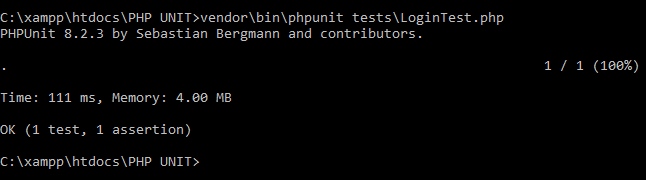 C:\xampp\htdocs\PHP UNIT>vendor\bin\phpunit tests\LoginTest.php
PHPUnit 8.2.3 by Sebastian Bergmann and contributors.
. 1 / 1 (100%)
Time: 111 ms, Memory: 4.00 MB
OK (1 test, 1 assertion)
C:\xampp\htdocs\PHP UNIT>